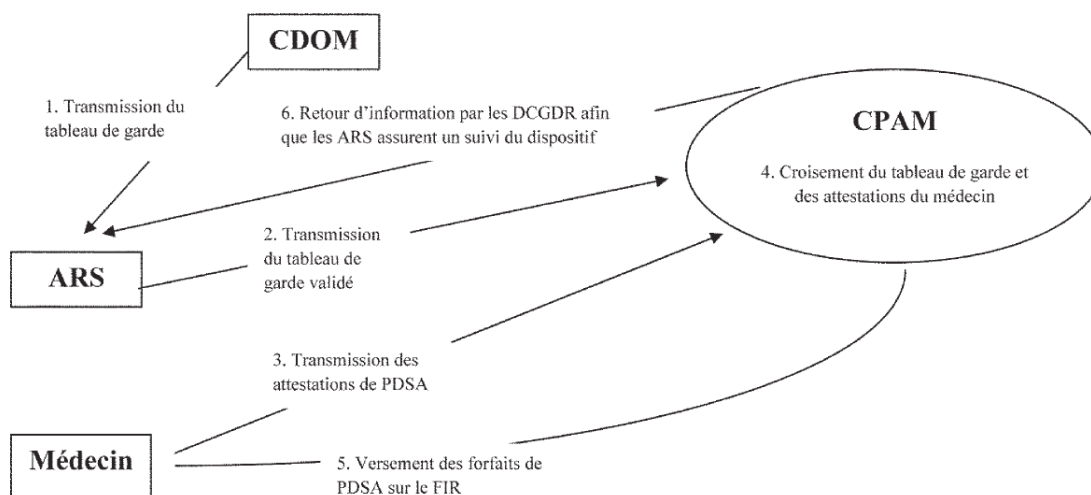 CDOM
1. Transmission du
tableau de garde
6. Retour d'information par les DCGDR afin
que les ARS assurent un suivi du dispositif
CPAM
4. Croisement du tableau de garde et
des attestations du médecin
ARS
2. Transmission
du tableau de
garde validé
3. Transmission des
attestations de PDSA
Médecin
5. Versement des forfaits de
PDSA sur le FIR